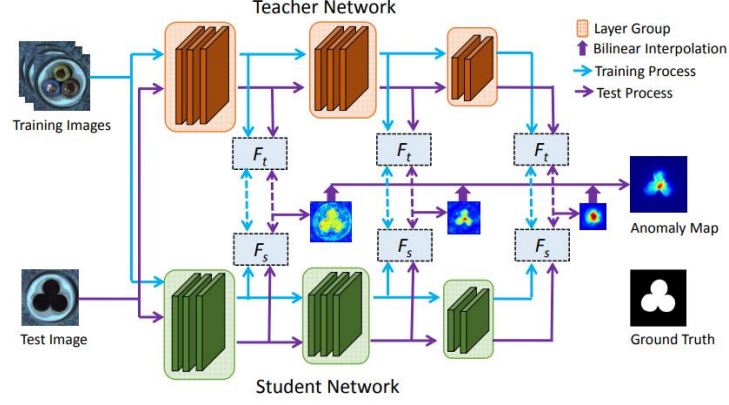 Teacher Network
Layer Group
Bilinear Interpolation
Training Process
Test Process
Training Images
Ft
Ft
Ft
Anomaly Map
Fs
Fs
Fs
Test Image
Ground Truth
Student Network